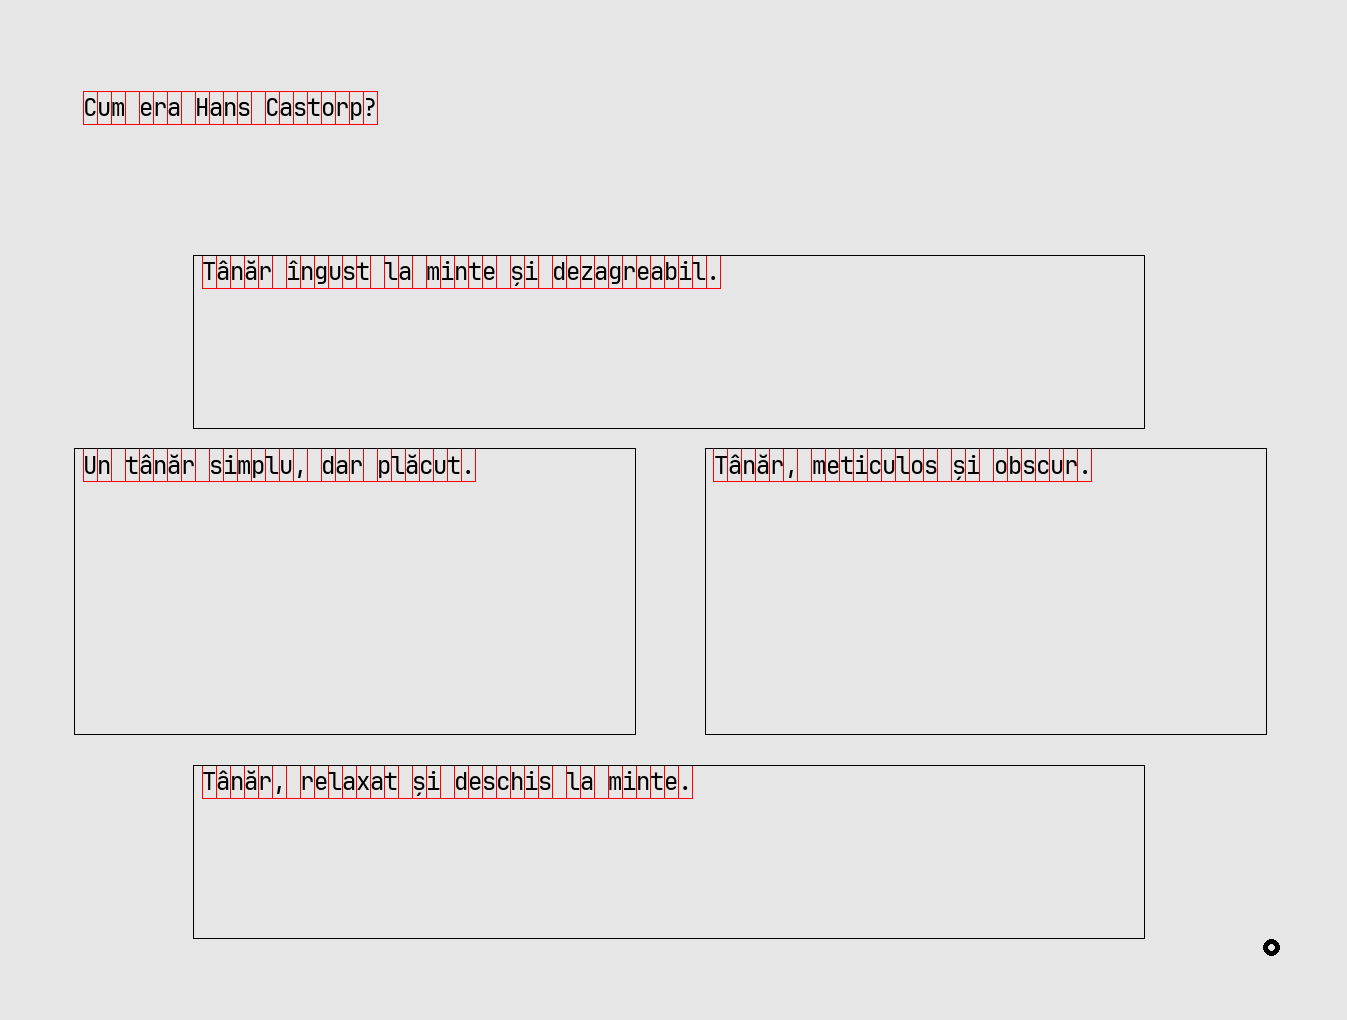 Cum era Hans Castorp?
Tânăr îngust la minte și dezagreabil.
Un tânăr simplu, dar plăcut.
Tânăr, meticulos și obscur.
Tânăr, relaxat și deschis la minte.